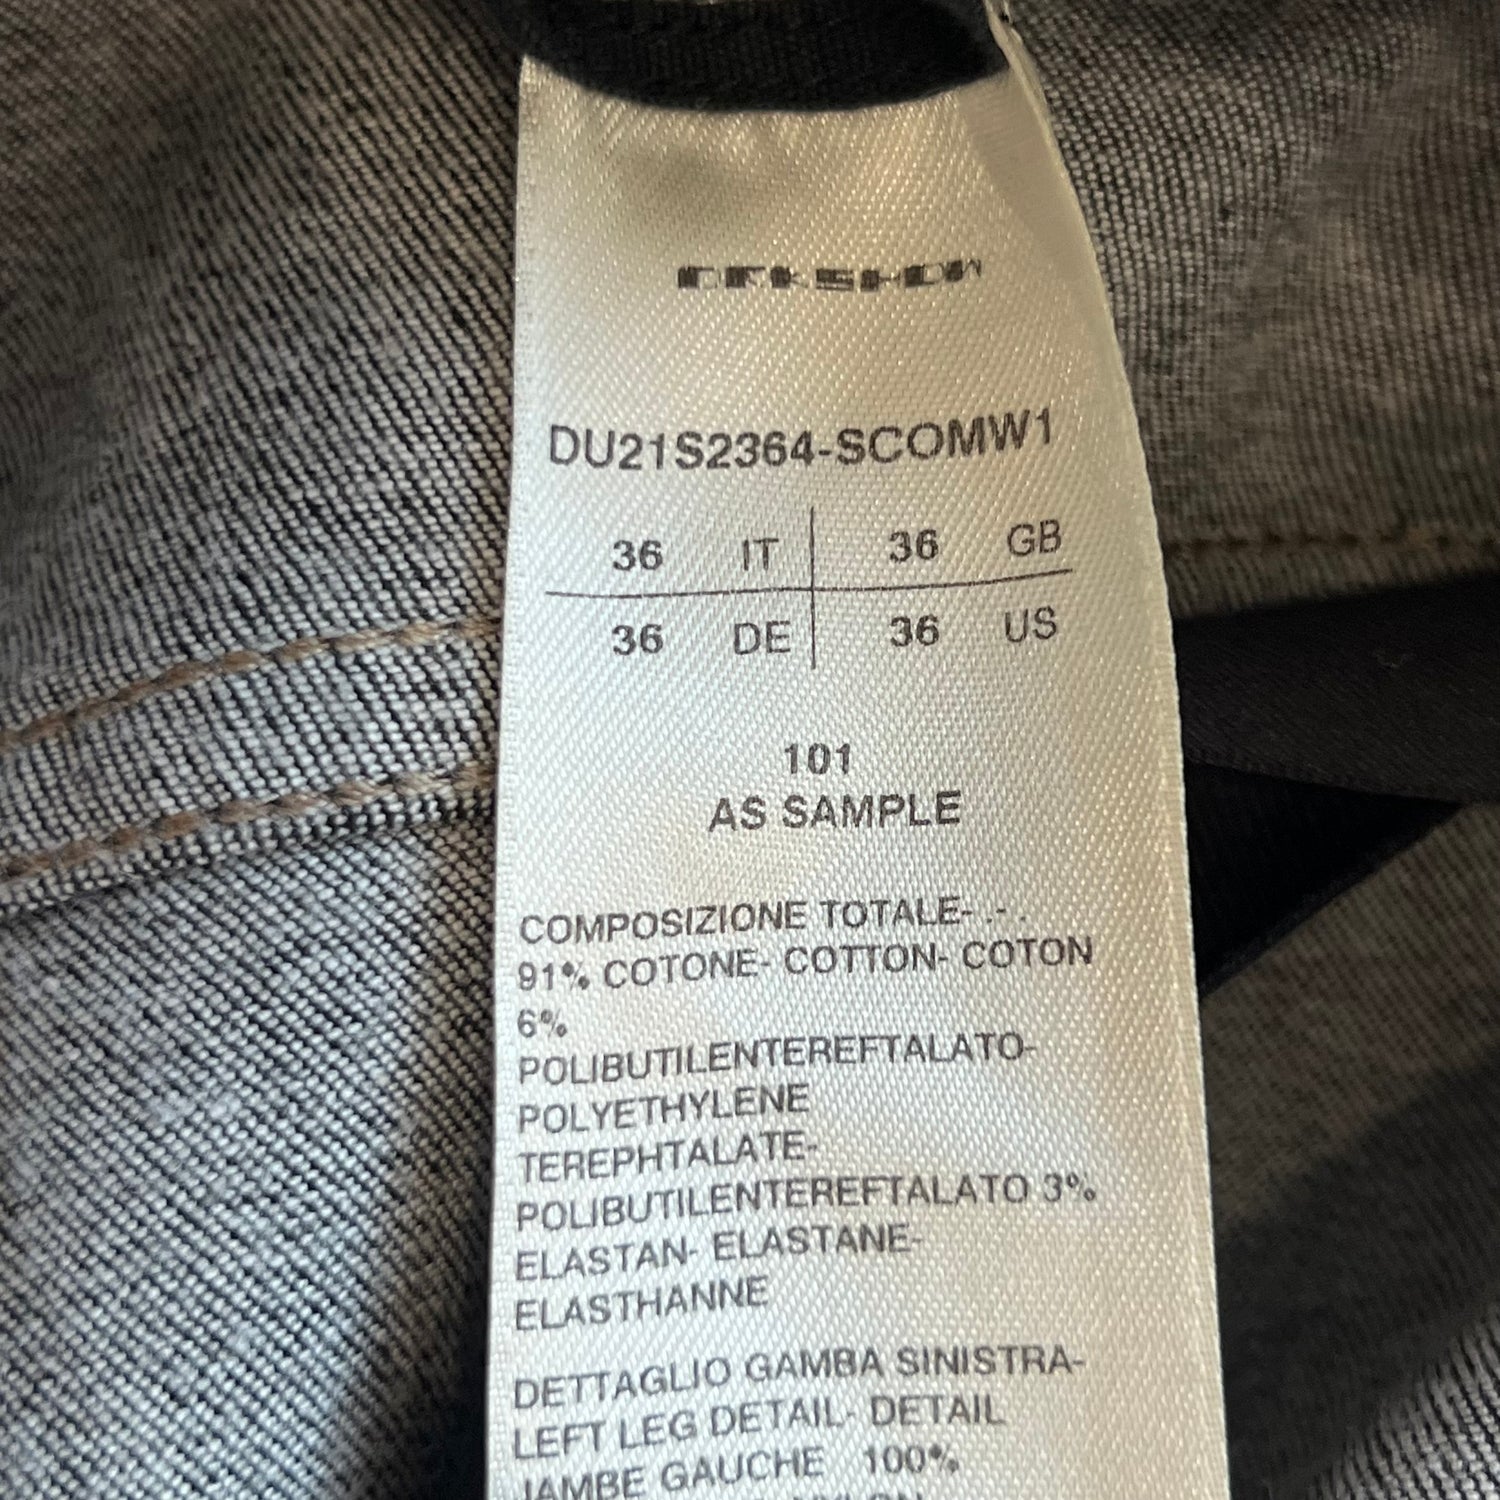 DRKSHDW
DU21S2364-SCOMW1
36 IT 36 GB
36 DE 36 US
101
AS SAMPLE
COMPOSIZIONE TOTALE- .- .
91% COTONE- COTTON- COTON
6%
POLIBUTILENTEREFTALATO-
POLYETHYLENE
TEREPHTALATE-
POLIBUTILENTEREFTALATO 3%
ELASTAN- ELASTANE-
ELASTHANNE
DETTAGLIO GAMBA SINISTRA-
LEFT LEG DETAIL- DETAIL
JAMBE GAUCHE 100%